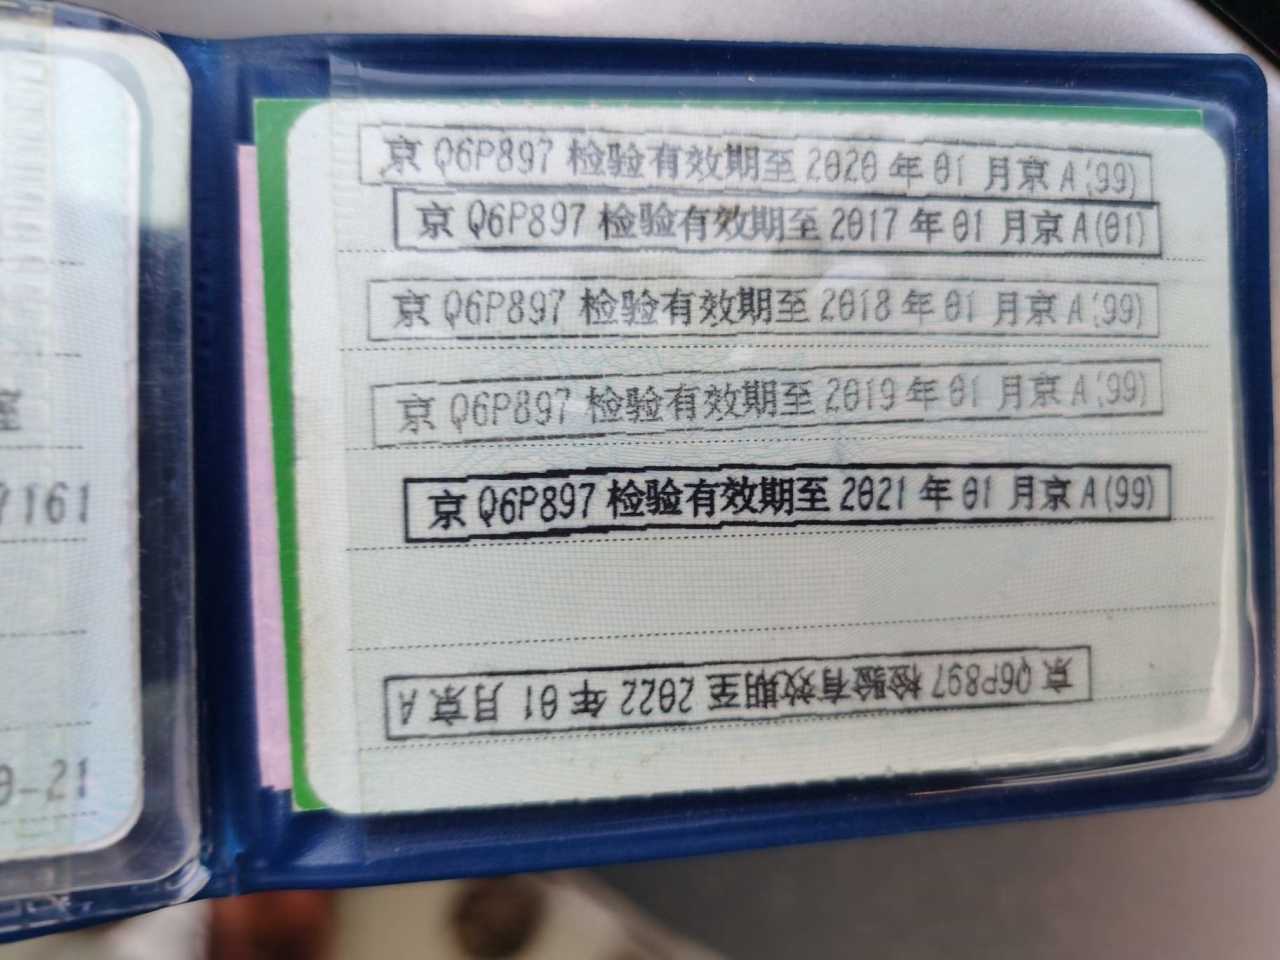 京 Q6P897 检验有效期至 2020 年 01 月京 A(99)
京 Q6P897 检验有效期至 2017 年 01 月京 A(01)
京 Q6P897 检验有效期至 2018 年 01 月京 A(99)
京 Q6P897 检验有效期至 2019 年 01 月京 A(99)
京 Q6P897 检验有效期至 2021 年 01 月京 A(99)
京 Q6P897 检验有效期至 2022 年 01 月京 A
161
-21